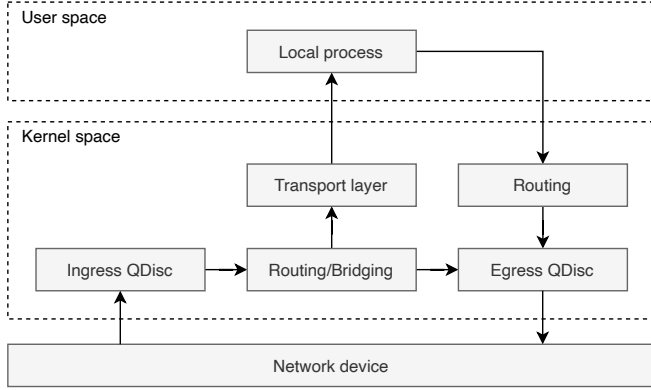 User space
Local process
Kernel space
Transport layer
Routing
Ingress QDisc
Routing/Bridging
Egress QDisc
Network device